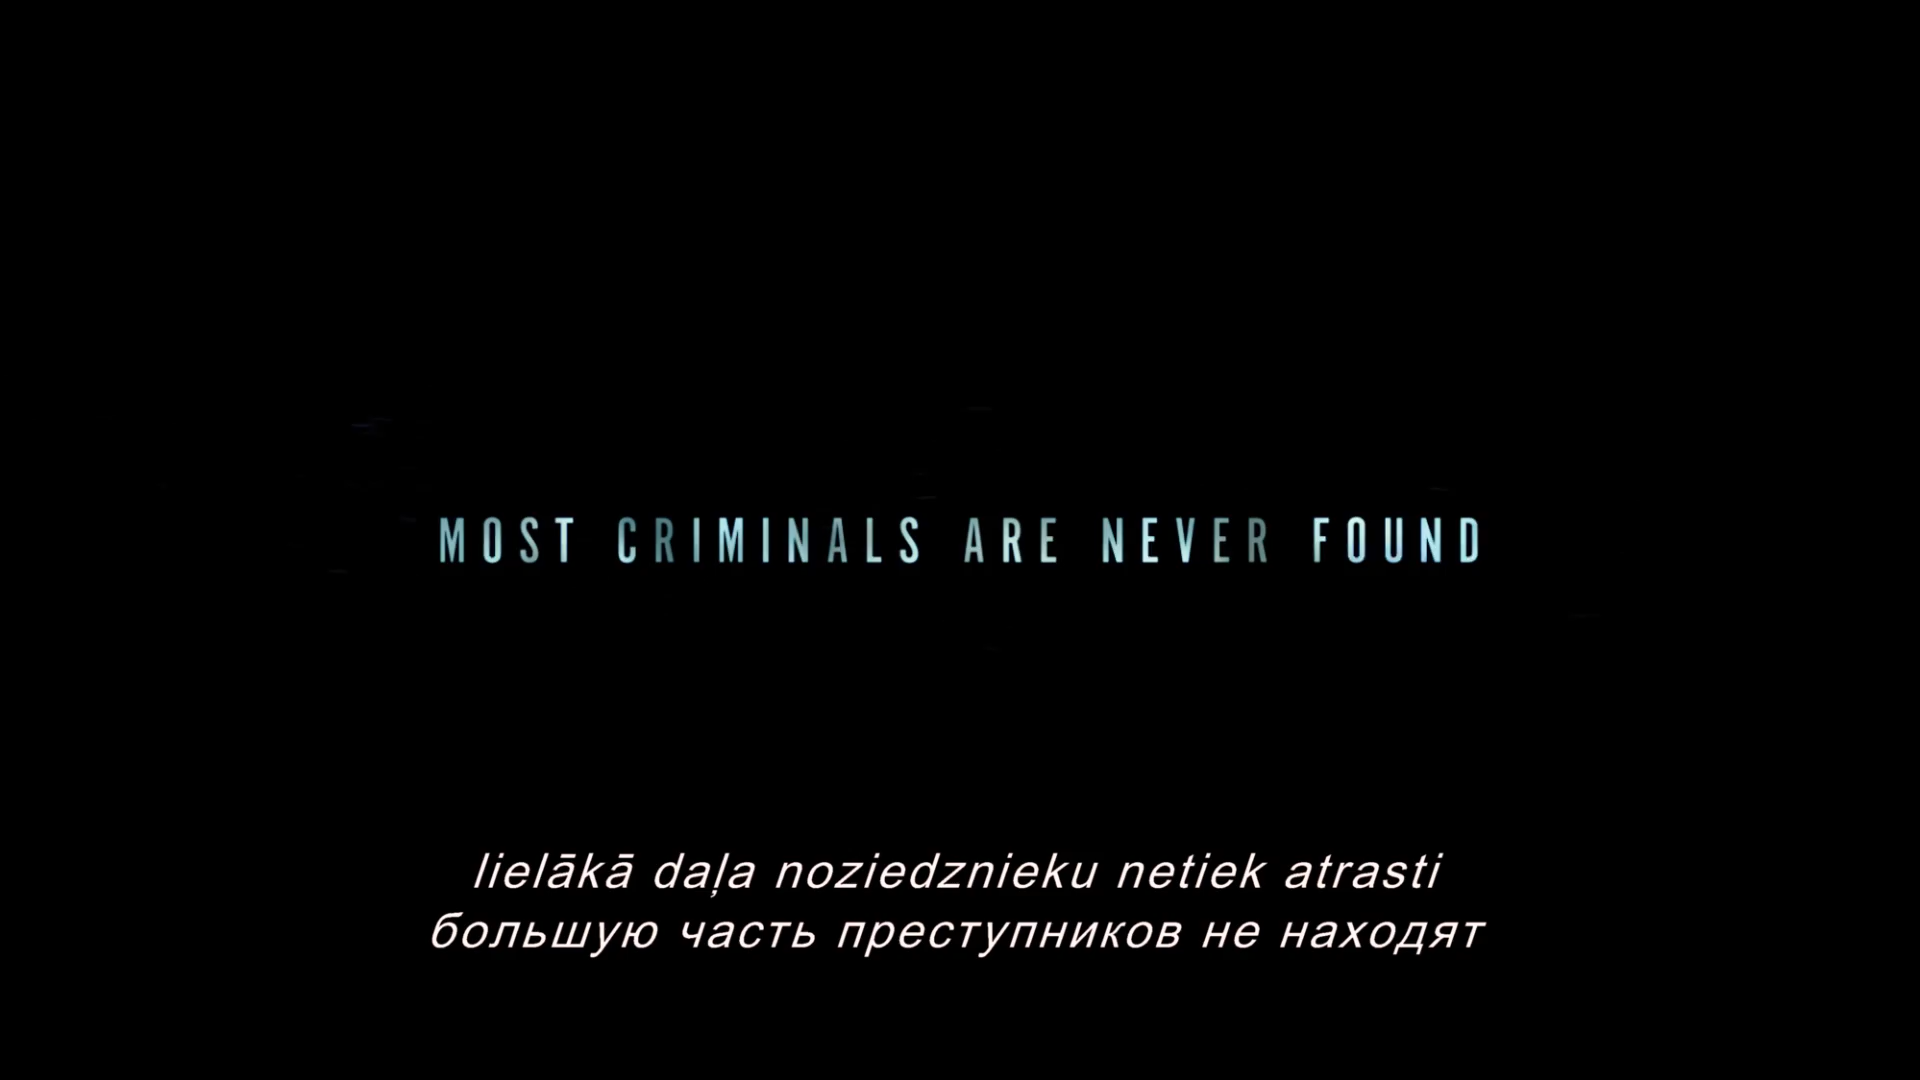 MOST CRIMINALS ARE NEVER FOUND
lielākā daļa noziedznieku netiek atrasti
большую часть преступников не находят